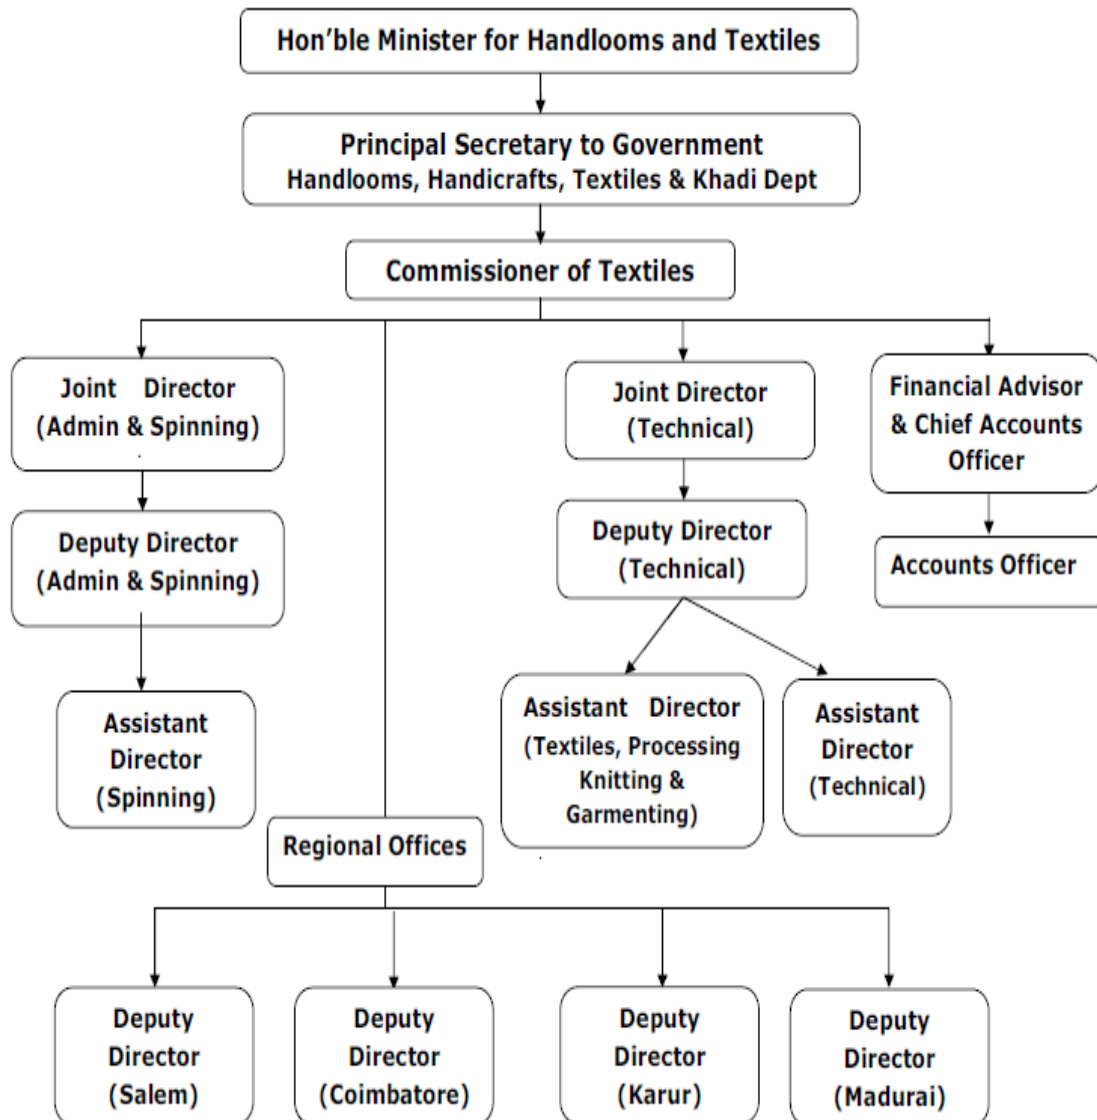 Hon'ble Minister for Handlooms and Textiles
Principal Secretary to Government
Handlooms, Handicrafts, Textiles & Khadi Dept
Commissioner of Textiles
Joint Director
(Admin & Spinning)
Joint Director
(Technical)
Financial Advisor
& Chief Accounts
Officer
Deputy Director
(Admin & Spinning)
Deputy Director
(Technical)
Accounts Officer
Assistant
Director
(Spinning)
Assistant Director
(Textiles, Processing
Knitting &
Garmenting)
Assistant
Director
(Technical)
Regional Offices
Deputy
Director
(Salem)
Deputy
Director
(Coimbatore)
Deputy
Director
(Karur)
Deputy
Director
(Madurai)